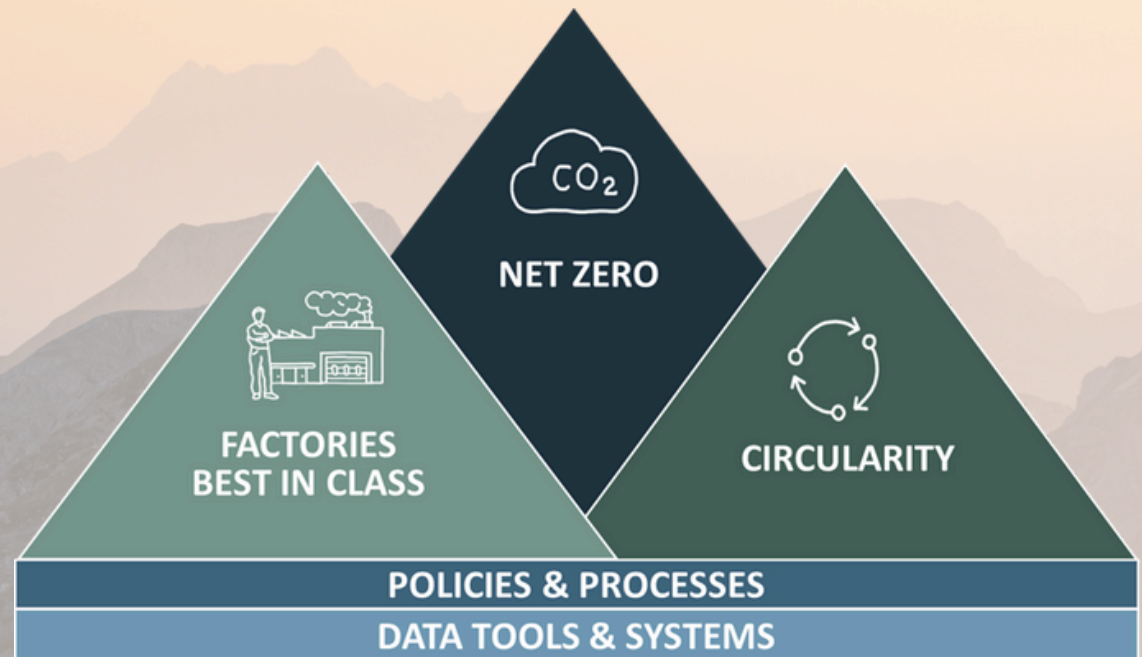 CO₂
NET ZERO
FACTORIES
BEST IN CLASS
CIRCULARITY
POLICIES & PROCESSES
DATA TOOLS & SYSTEMS